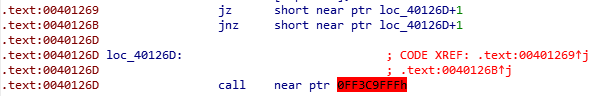 .text:00401269 jz short near ptr loc_40126D+1
.text:0040126B jnz short near ptr loc_40126D+1
.text:0040126D
.text:0040126D loc_40126D: ; CODE XREF: .text:00401269↑j
.text:0040126D ; .text:0040126B↑j
.text:0040126D call near ptr 0FF3C9FFFh